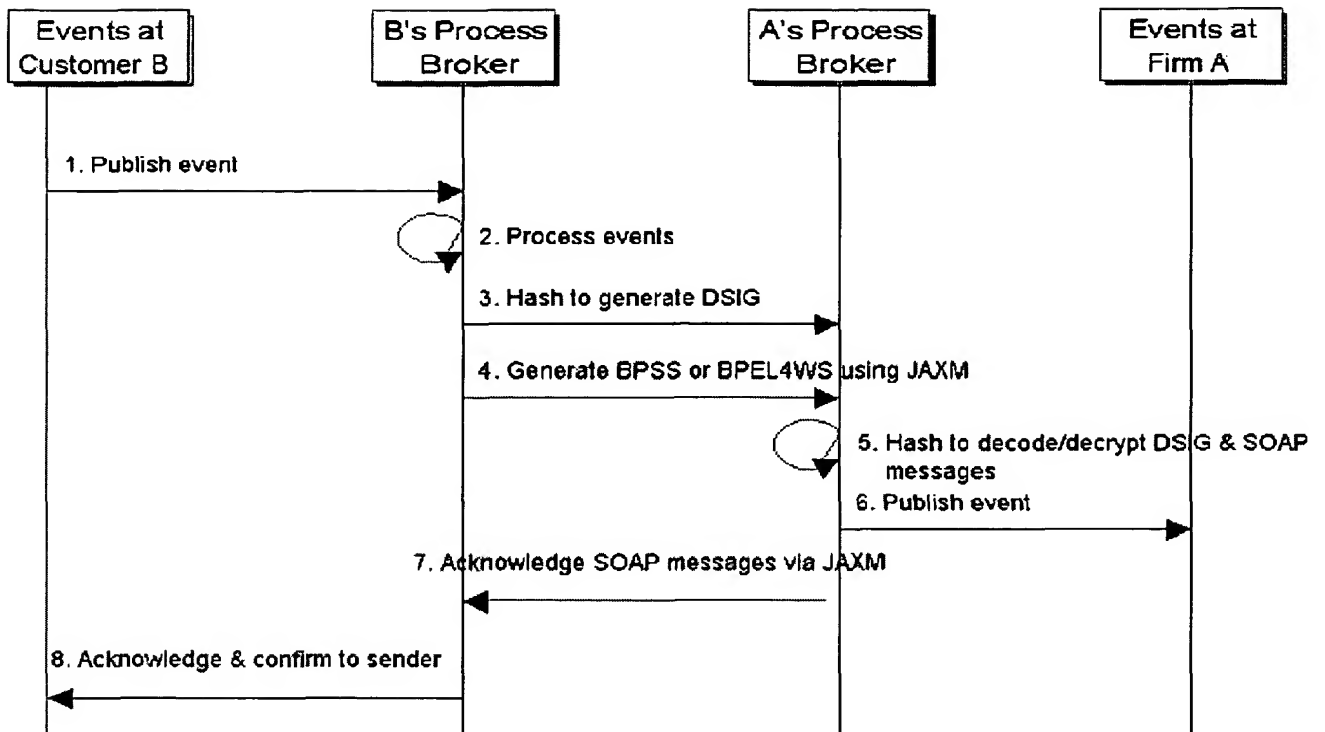 Events at
Customer B
B's Process
Broker
A's Process
Broker
Events at
Firm A
1. Publish event
2. Process events
3. Hash to generate DSIG
4. Generate BPSS or BPEL4WS using JAXM
5. Hash to decode/decrypt DSIG & SOAP
messages
6. Publish event
7. Acknowledge SOAP messages via JAXM
8. Acknowledge & confirm to sender